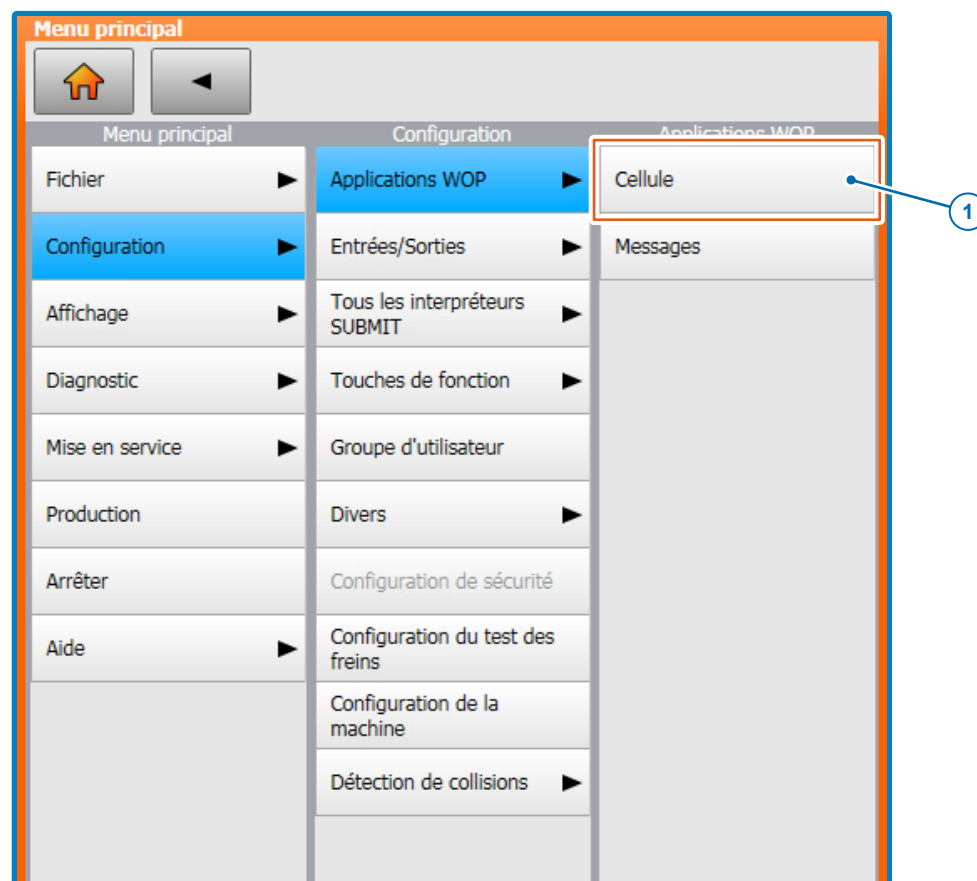 Menu principal
Menu principal
Configuration
Applications WOP
Fichier
Configuration
Affichage
Diagnostic
Mise en service
Production
Arrêter
Aide
Applications WOP
Entrées/Sorties
Tous les interpréteurs
SUBMIT
Touches de fonction
Groupe d'utilisateur
Divers
Configuration de sécurité
Configuration du test des
freins
Configuration de la
machine
Détection de collisions
Cellule
Messages
1